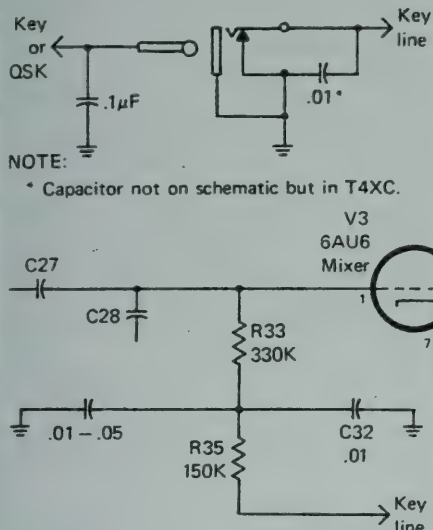 Key
or
QSK
.1µF
Key
line
.01*
NOTE:
* Capacitor not on schematic but in T4XC.
V3
6AU6
Mixer
C27
1
C28
R33
330K
7
.01-.05
C32
.01
R35
150K
Key
line